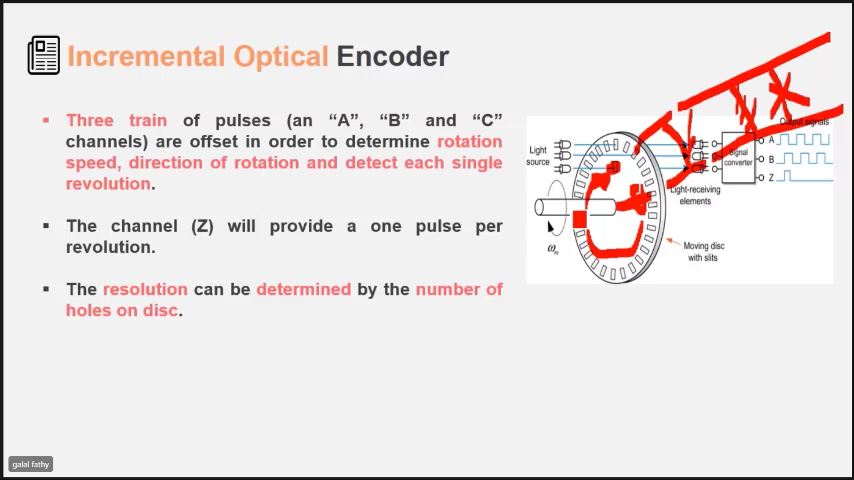 Incremental Optical Encoder
▪ Three train of pulses (an “A”, “B” and “C”
channels) are offset in order to determine rotation
speed, direction of rotation and detect each single
revolution.
▪ The channel (Z) will provide a one pulse per
revolution.
▪ The resolution can be determined by the number of
holes on disc.
Output signals
Light
source
Signal
converter
A
B
Z
Light-receiving
elements
Moving disc
with slits
ωm
galal fathy